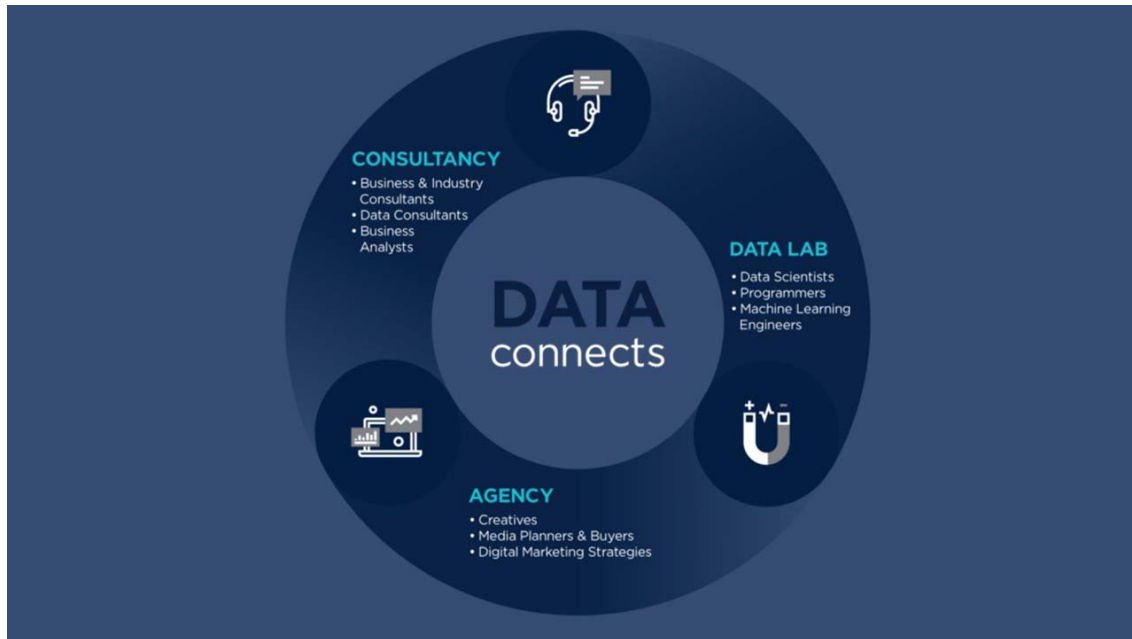 CONSULTANCY
• Business & Industry
Consultants
• Data Consultants
• Business
Analysts
DATA LAB
• Data Scientists
• Programmers
• Machine Learning
Engineers
DATA
connects
AGENCY
• Creatives
• Media Planners & Buyers
• Digital Marketing Strategies